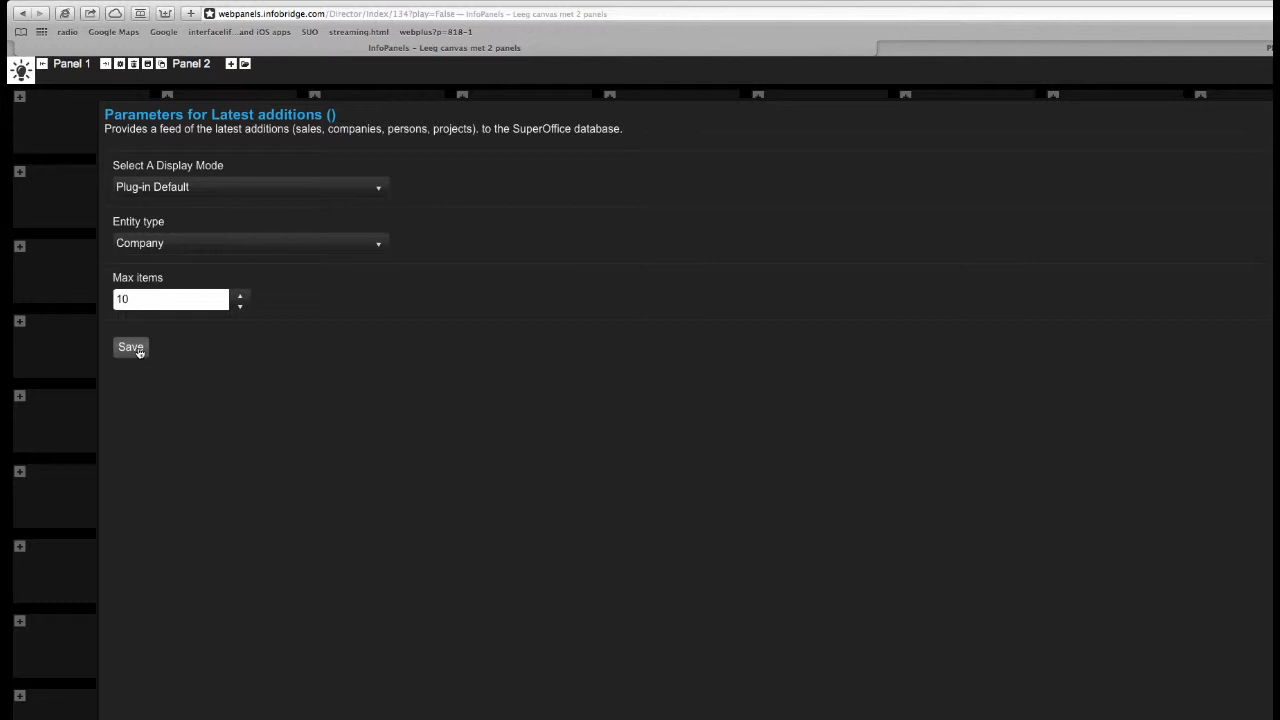 webpanels.infobridge.com/Director/Index/134?play=False — InfoPanels – Leeg canvas met 2 panels
radio Google Maps Google interfacelif...and iOS apps SUO streaming.html webplus?p=818-1
InfoPanels – Leeg canvas met 2 panels
Panel 1 Panel 2
Parameters for Latest additions ()
Provides a feed of the latest additions (sales, companies, persons, projects). to the SuperOffice database.
Select A Display Mode
Plug-in Default
Entity type
Company
Max items
10
Save